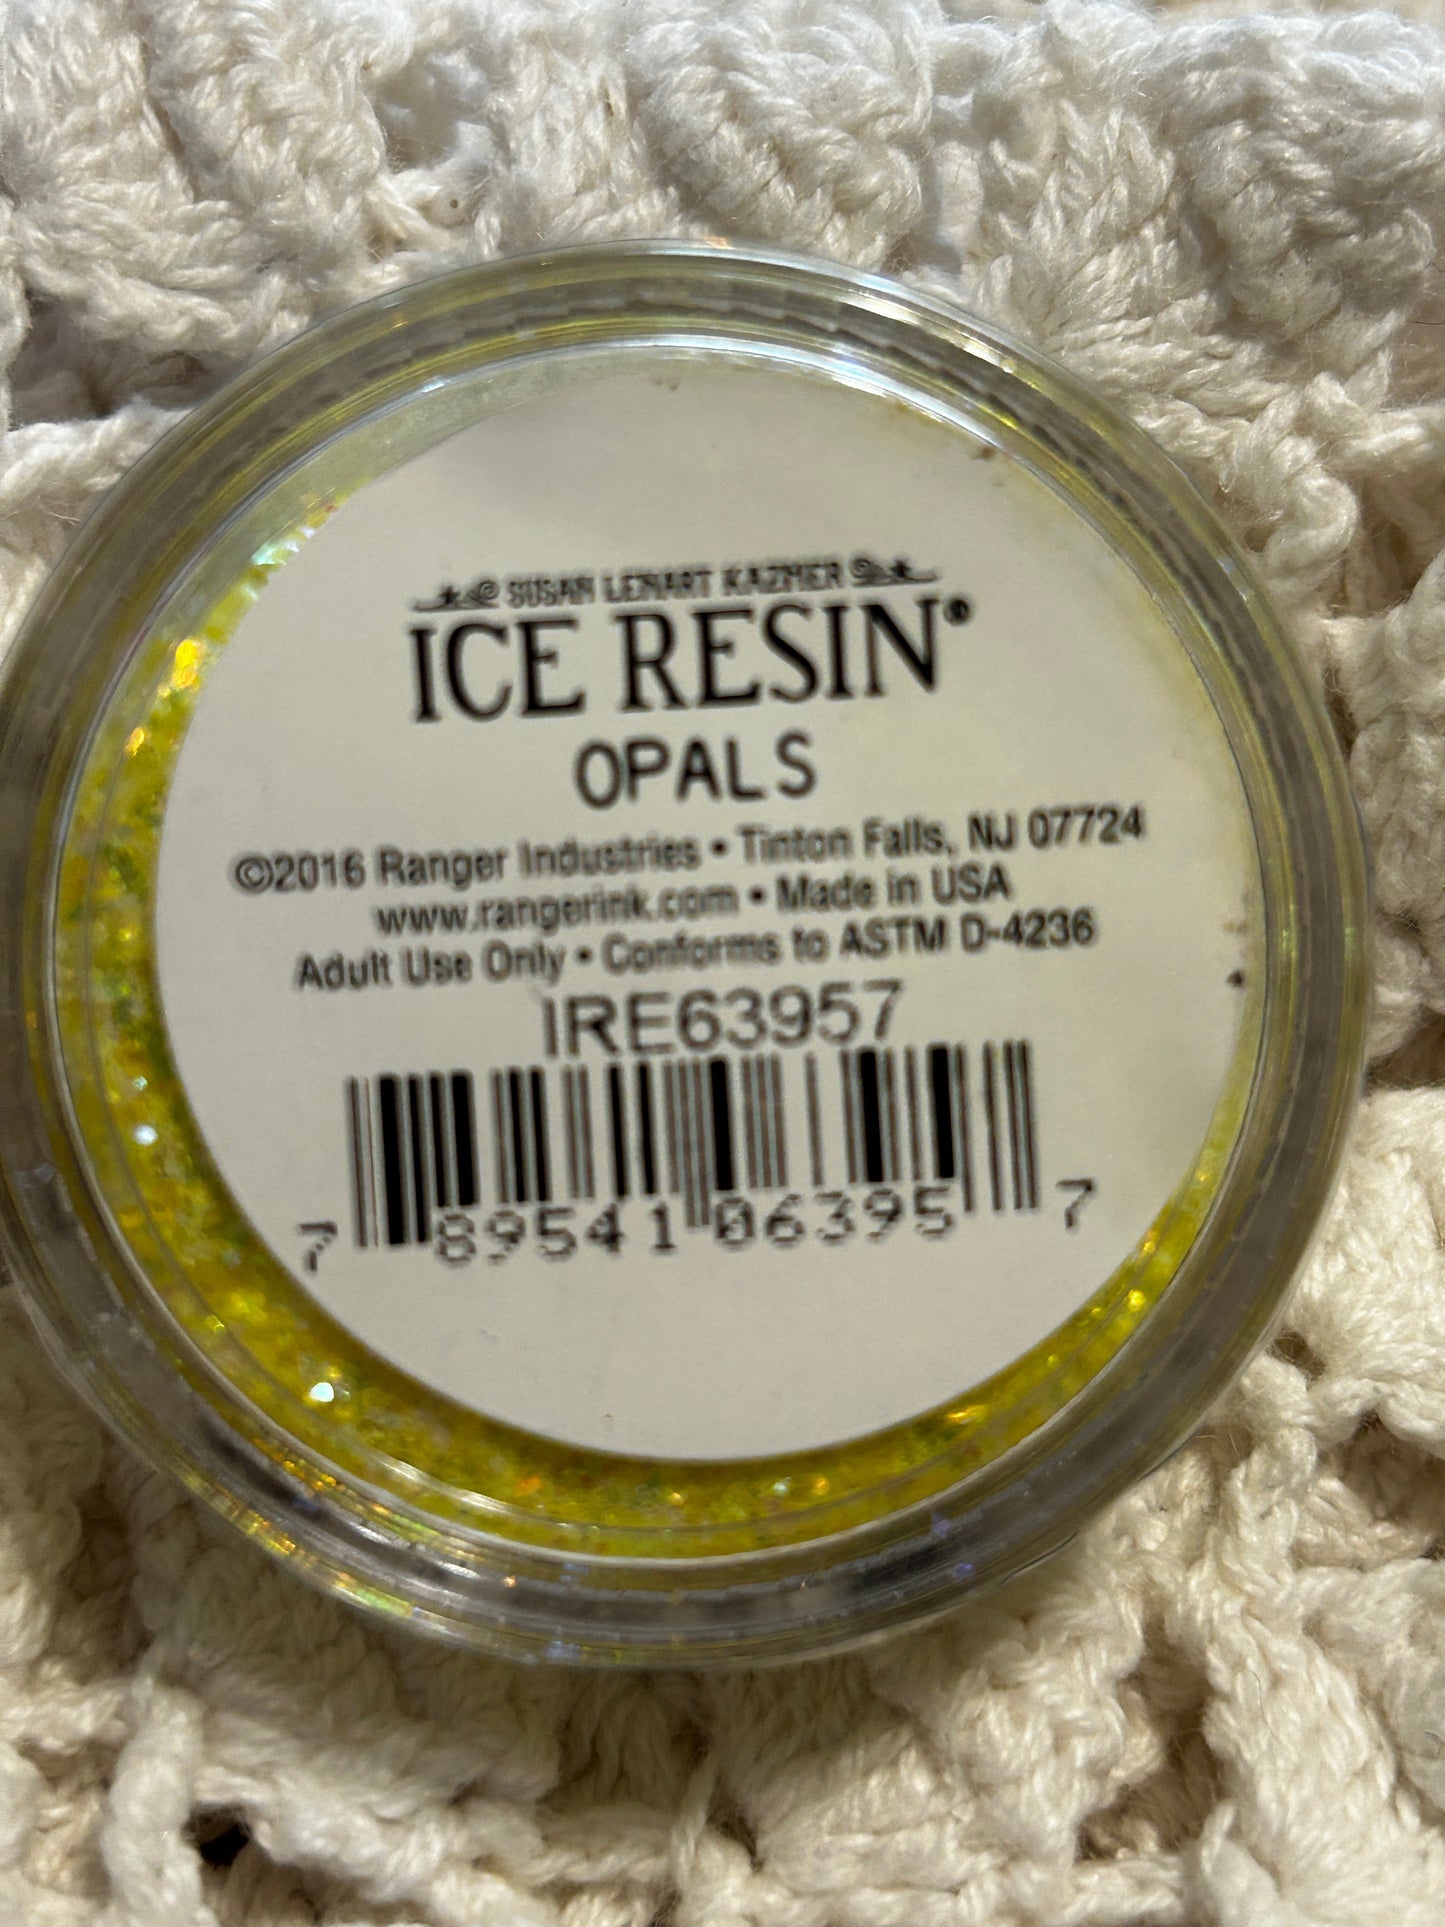 SUSAN LENART KAZMER
ICE RESIN®
OPALS
©2016 Ranger Industries • Tinton Falls, NJ 07724
www.rangerink.com • Made in USA
Adult Use Only • Conforms to ASTM D-4236
IRE63957
7 89541 06395 7